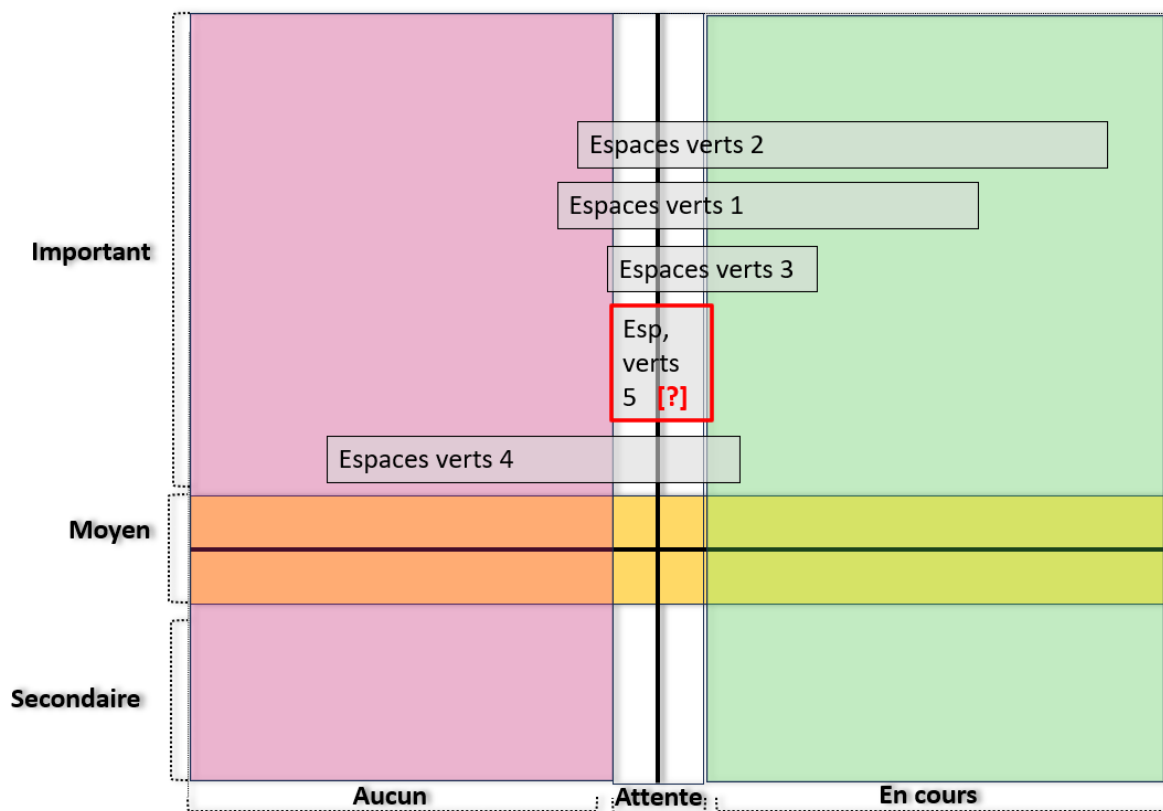 Espaces verts 2
Espaces verts 1
Important
Espaces verts 3
Esp,
verts
5 [?]
Espaces verts 4
Moyen
Secondaire
Aucun
Attente
En cours